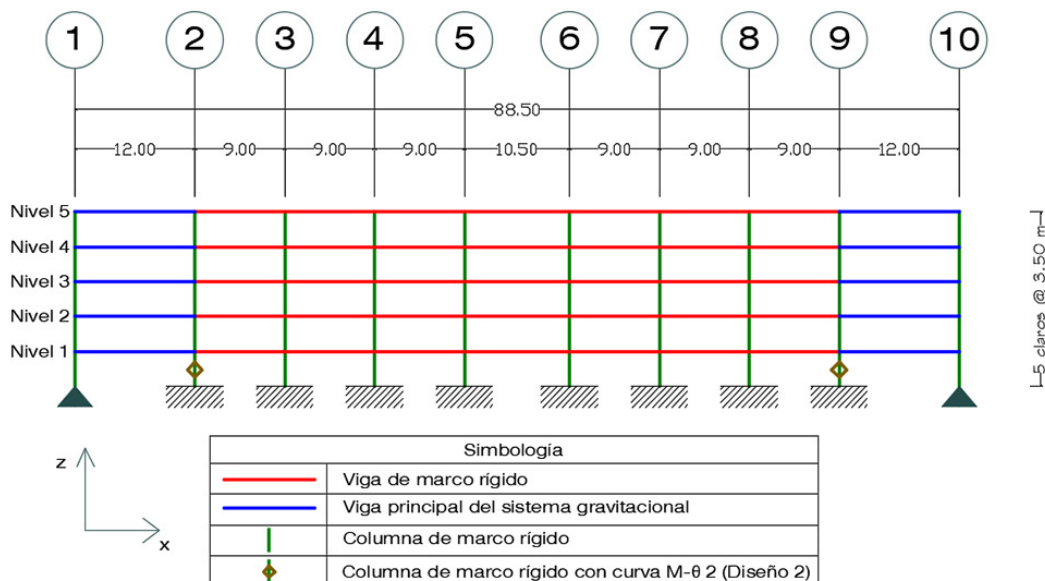 1 2 3 4 5 6 7 8 9 10
88.50
12.00 9.00 9.00 9.00 10.50 9.00 9.00 9.00 12.00
Nivel 5
Nivel 4
Nivel 3
Nivel 2
Nivel 1
5 claros @ 3.50 m
z
x
Simbología
Viga de marco rígido
Viga principal del sistema gravitacional
Columna de marco rígido
Columna de marco rígido con curva M-θ 2 (Diseño 2)